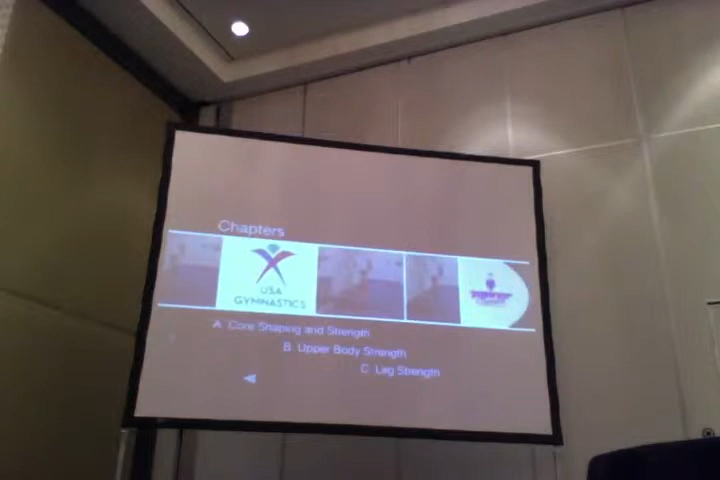 Chapters
USA
GYMNASTICS
A Core Shaping and Strength
B. Upper Body Strength
C Leg Strength